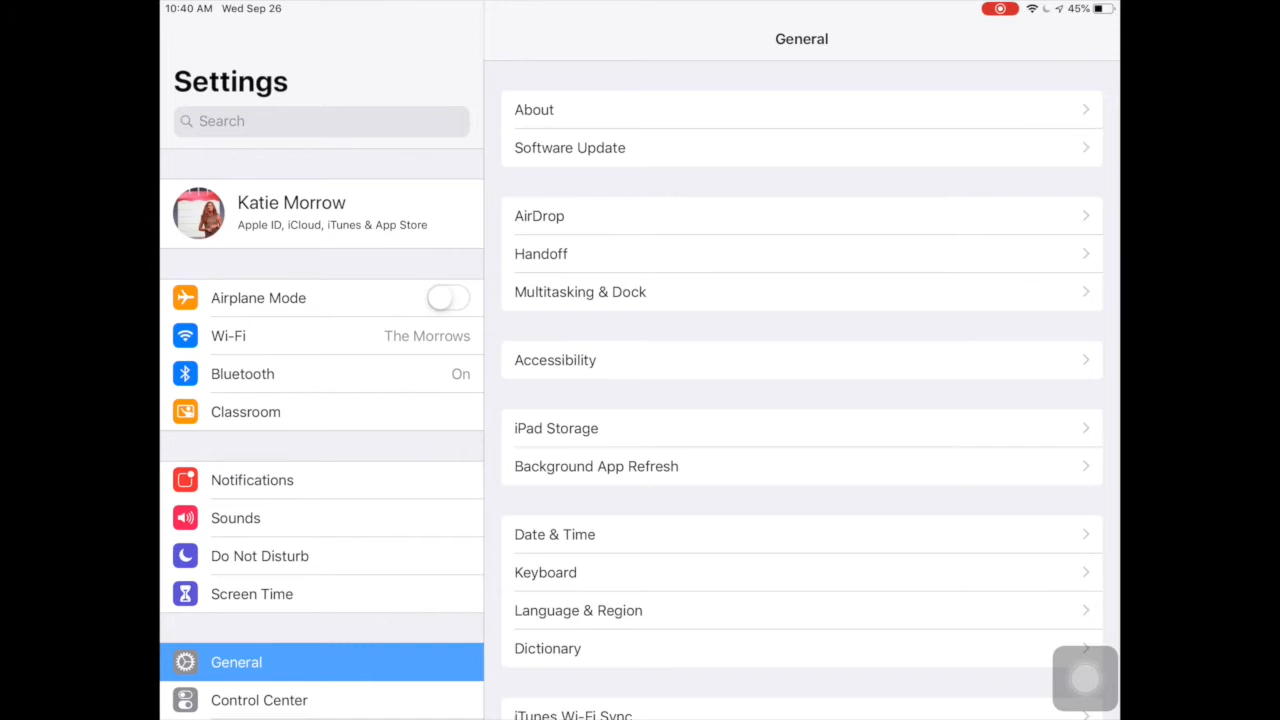 10:40 AM Wed Sep 26
45%
Settings
Search
Katie Morrow
Apple ID, iCloud, iTunes & App Store
Airplane Mode
Wi-Fi The Morrows
Bluetooth On
Classroom
Notifications
Sounds
Do Not Disturb
Screen Time
General
Control Center
General
About
Software Update
AirDrop
Handoff
Multitasking & Dock
Accessibility
iPad Storage
Background App Refresh
Date & Time
Keyboard
Language & Region
Dictionary
iTunes Wi-Fi Sync